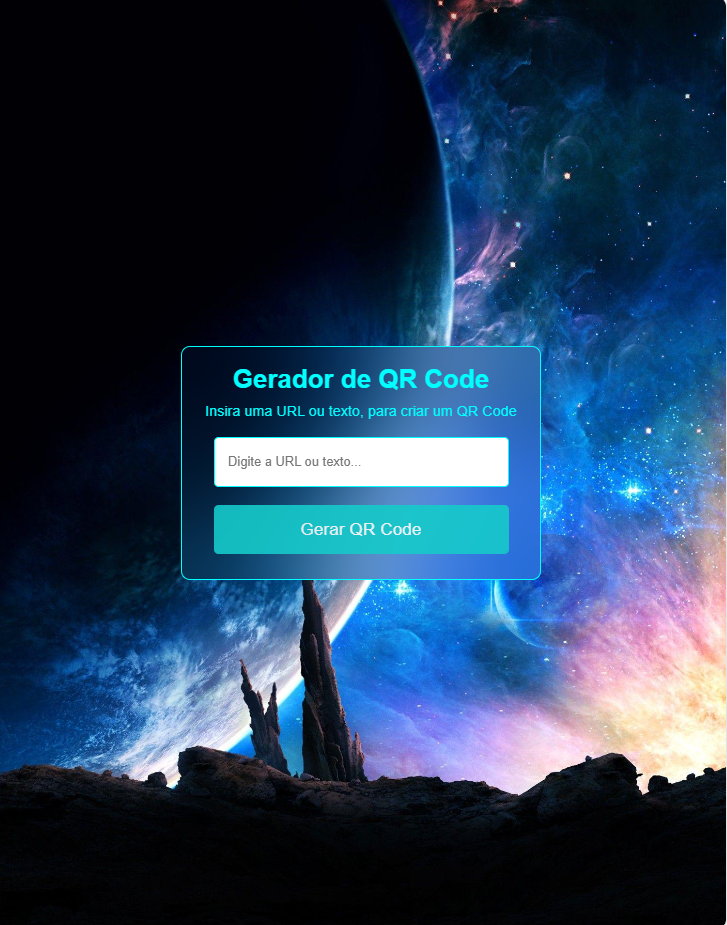 Gerador de QR Code
Insira uma URL ou texto, para criar um QR Code
Digite a URL ou texto...
Gerar QR Code